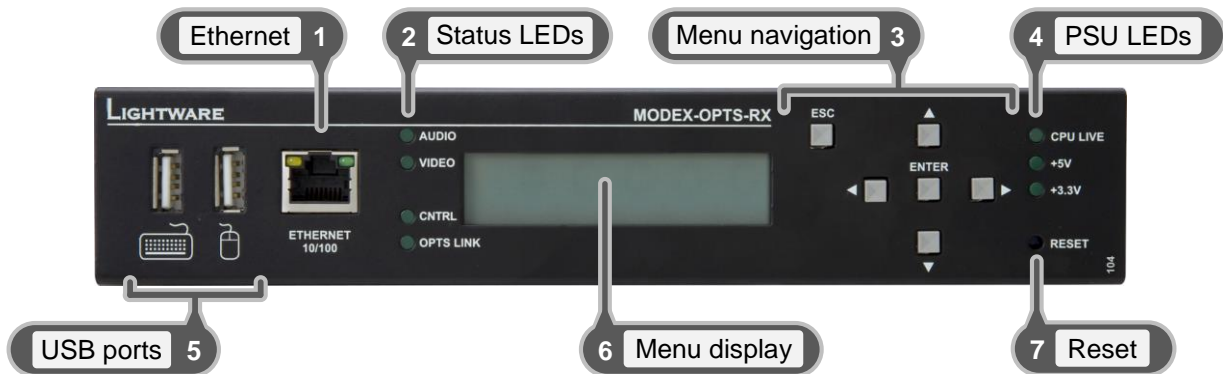 Ethernet 1
2 Status LEDs
Menu navigation 3
4 PSU LEDs
LIGHTWARE
MODEX-OPTS-RX
AUDIO
VIDEO
CNTRL
OPTS LINK
ETHERNET
10/100
ESC
ENTER
CPU LIVE
+5V
+3.3V
RESET
104
USB ports 5
6 Menu display
7 Reset